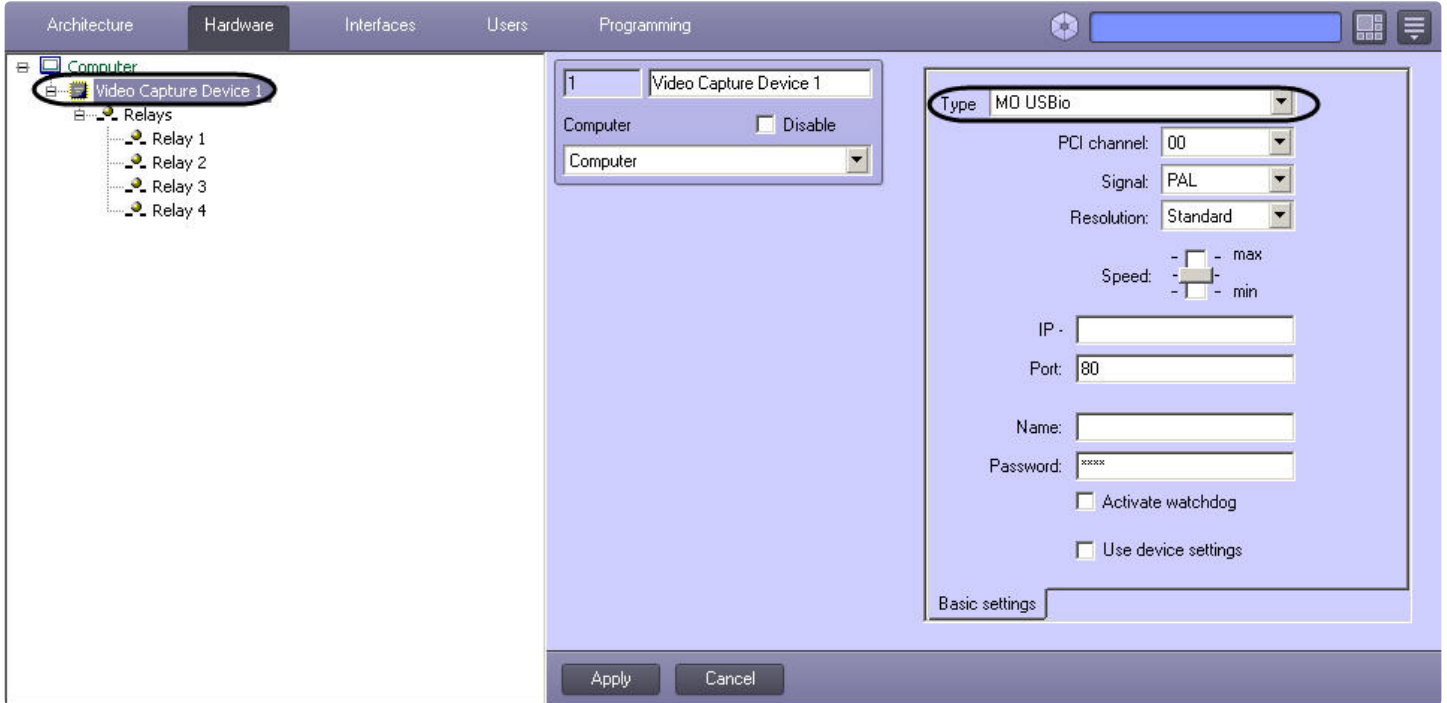 Architecture Hardware Interfaces Users Programming
Computer
Video Capture Device 1
Relays
Relay 1
Relay 2
Relay 3
Relay 4
1 Video Capture Device 1
Computer Disable
Computer
Type MO USBio
PCI channel: 00
Signal: PAL
Resolution: Standard
Speed: max
min
IP -
Port: 80
Name:
Password: ****
Activate watchdog
Use device settings
Basic settings
Apply Cancel